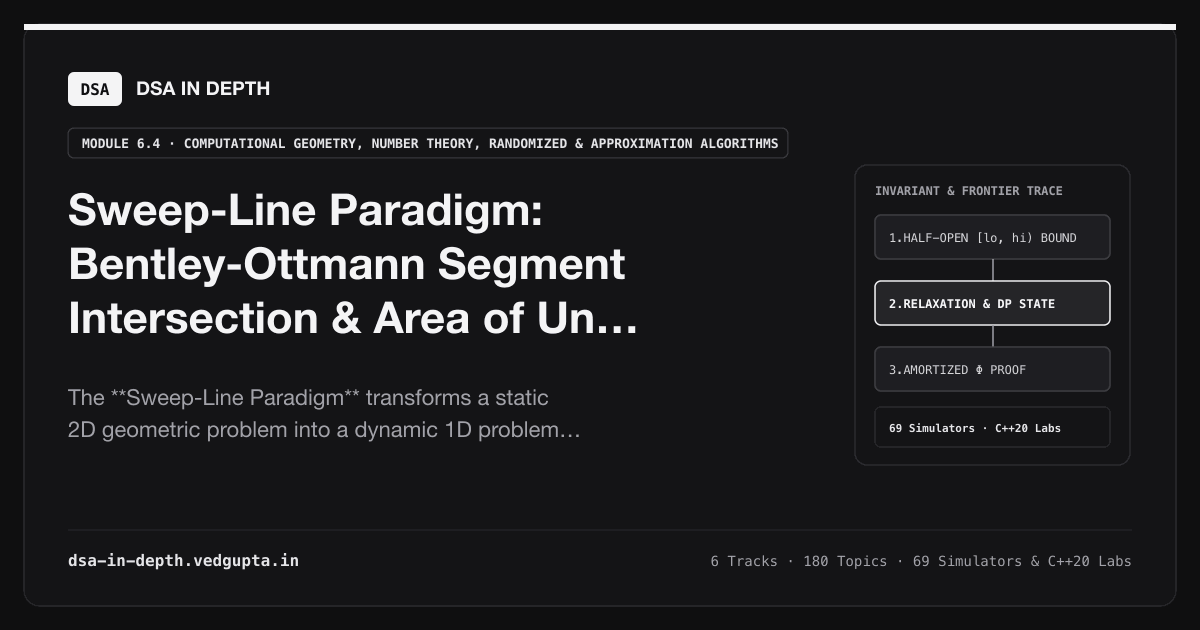 DSA
DSA IN DEPTH
MODULE 6.4 · COMPUTATIONAL GEOMETRY, NUMBER THEORY, RANDOMIZED & APPROXIMATION ALGORITHMS
Sweep-Line Paradigm:
Bentley-Ottmann Segment
Intersection & Area of Un...
The **Sweep-Line Paradigm** transforms a static
2D geometric problem into a dynamic 1D problem...
INVARIANT & FRONTIER TRACE
1.HALF-OPEN [lo, hi) BOUND
2.RELAXATION & DP STATE
3.AMORTIZED Φ PROOF
69 Simulators · C++20 Labs
dsa-in-depth.vedgupta.in
6 Tracks · 180 Topics · 69 Simulators & C++20 Labs